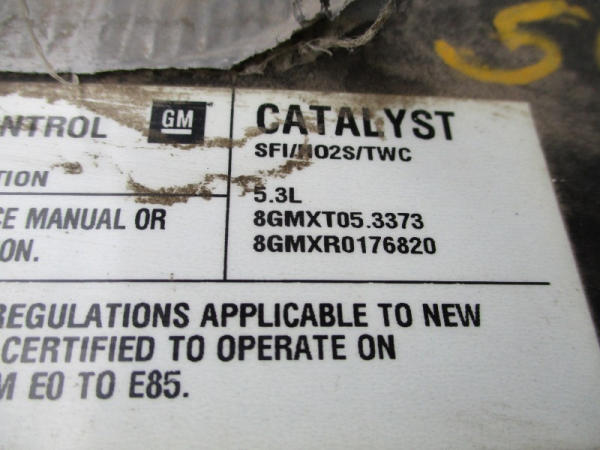 5
NTROL GM CATALYST
SFI/HO2S/TWC
TION
5.3L
CE MANUAL OR
8GMXT05.3373
ON.
8GMXR0176820
REGULATIONS APPLICABLE TO NEW
CERTIFIED TO OPERATE ON
M E0 TO E85.